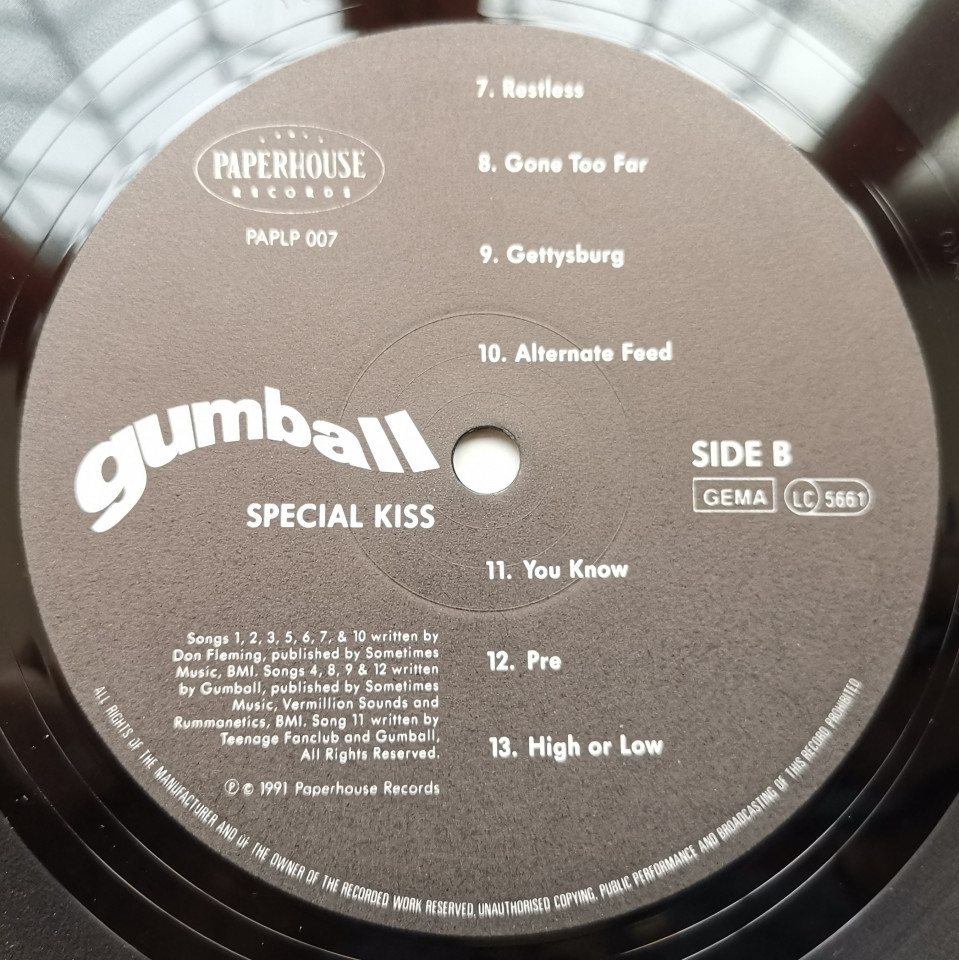 7. Restless
PAPERHOUSE
RECORDS
8. Gone Too Far
PAPLP 007
9. Gettysburg
10. Alternate Feed
gumball
SPECIAL KISS
SIDE B
GEMA
LC 5661
11. You Know
12. Pre
13. High or Low
Songs 1, 2, 3, 5, 6, 7, & 10 written by
Don Fleming, published by Sometimes
Music, BMI. Songs 4, 8, 9 & 12 written
by Gumball, published by Sometimes
Music, Vermillion Sounds and
Rummanetics, BMI. Song 11 written by
Teenage Fanclub and Gumball,
All Rights Reserved.
℗ © 1991 Paperhouse Records
ALL RIGHTS OF THE MANUFACTURER AND OF THE OWNER OF THE RECORDED WORK RESERVED, UNAUTHORISED COPYING, PUBLIC PERFORMANCE AND BROADCASTING OF THIS RECORD PROHIBITED